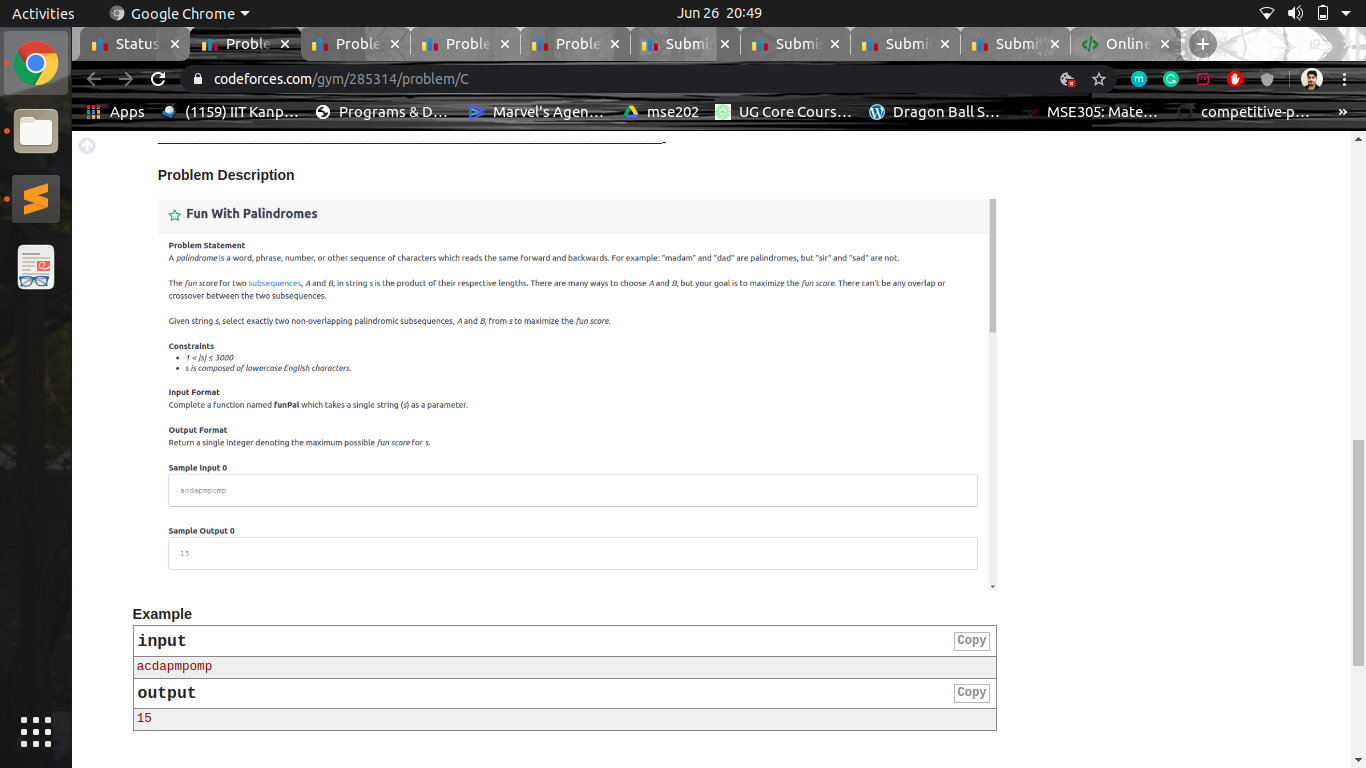 Activities
Google Chrome
Jun 26 20:49
Status
Proble
Proble
Proble
Proble
Submi
Submi
Submi
Submi
Online
codeforces.com/gym/285314/problem/C
Apps
(1159) IIT Kanp...
Programs & D...
Marvel's Agen...
mse202
UG Core Cours...
Dragon Ball S...
MSE305: Mate...
competitive-p...
»
Problem Description
Fun With Palindromes
Problem Statement
A palindrome is a word, phrase, number, or other sequence of characters which reads the same forward and backwards. For example: "madam" and "dad" are palindromes, but "sir" and "sad" are not.
The fun score for two subsequences, A and B, in string s is the product of their respective lengths. There are many ways to choose A and B, but your goal is to maximize the fun score. There can't be any overlap or
crossover between the two subsequences.
Given string s, select exactly two non-overlapping palindromic subsequences, A and B, from s to maximize the fun score.
Constraints
• 1 < |s| ≤ 3000
• s is composed of lowercase English characters.
Input Format
Complete a function named funPal which takes a single string (s) as a parameter.
Output Format
Return a single integer denoting the maximum possible fun score for s.
Sample Input 0
acdapmpomp
Sample Output 0
15
Example
input
Copy
acdapmpomp
output
Copy
15